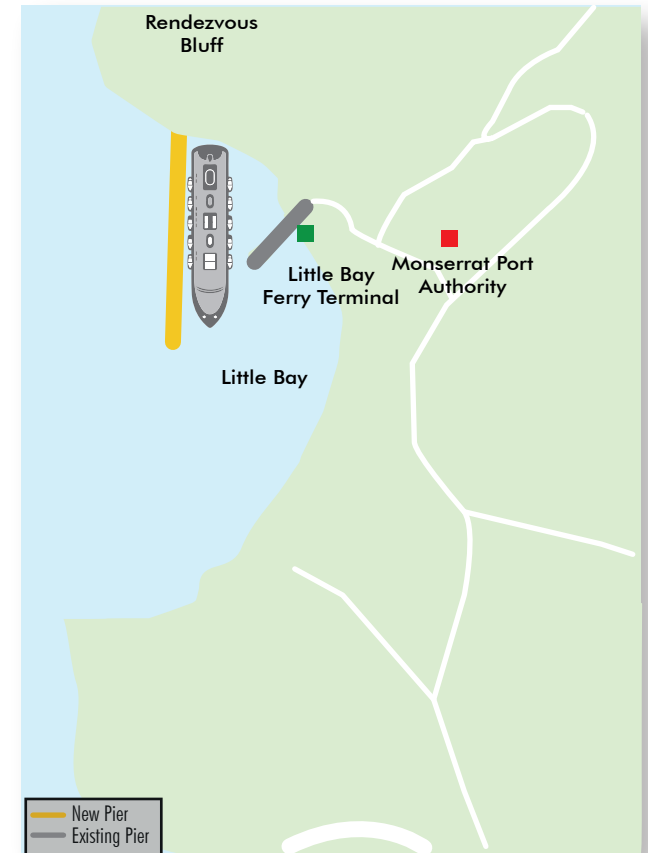 Rendezvous
Bluff
Monserrat Port
Authority
Little Bay
Ferry Terminal
Little Bay
New Pier
Existing Pier